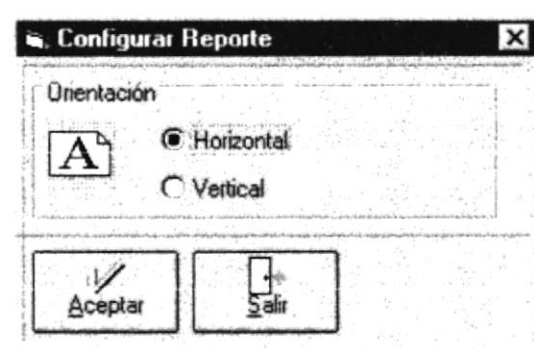 Configurar Reporte
Orientación
A
Horizontal
Vertical
Aceptar
Salir